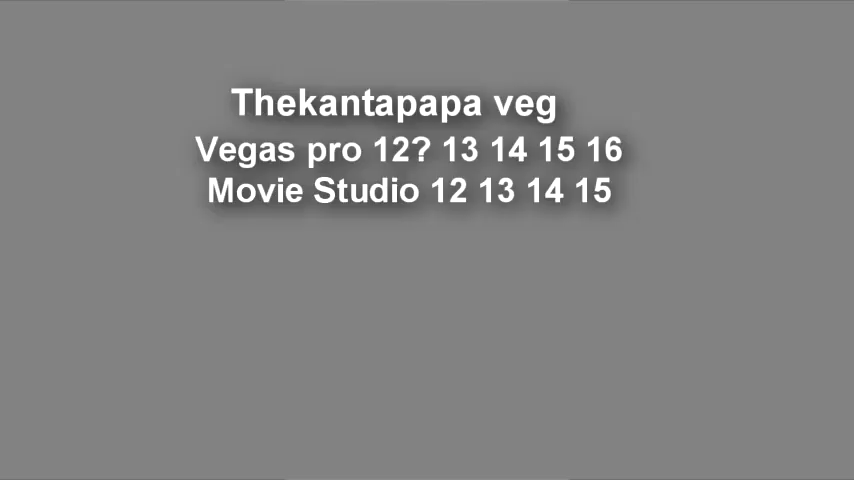 Thekantapapa veg
Vegas pro 12? 13 14 15 16
Movie Studio 12 13 14 15